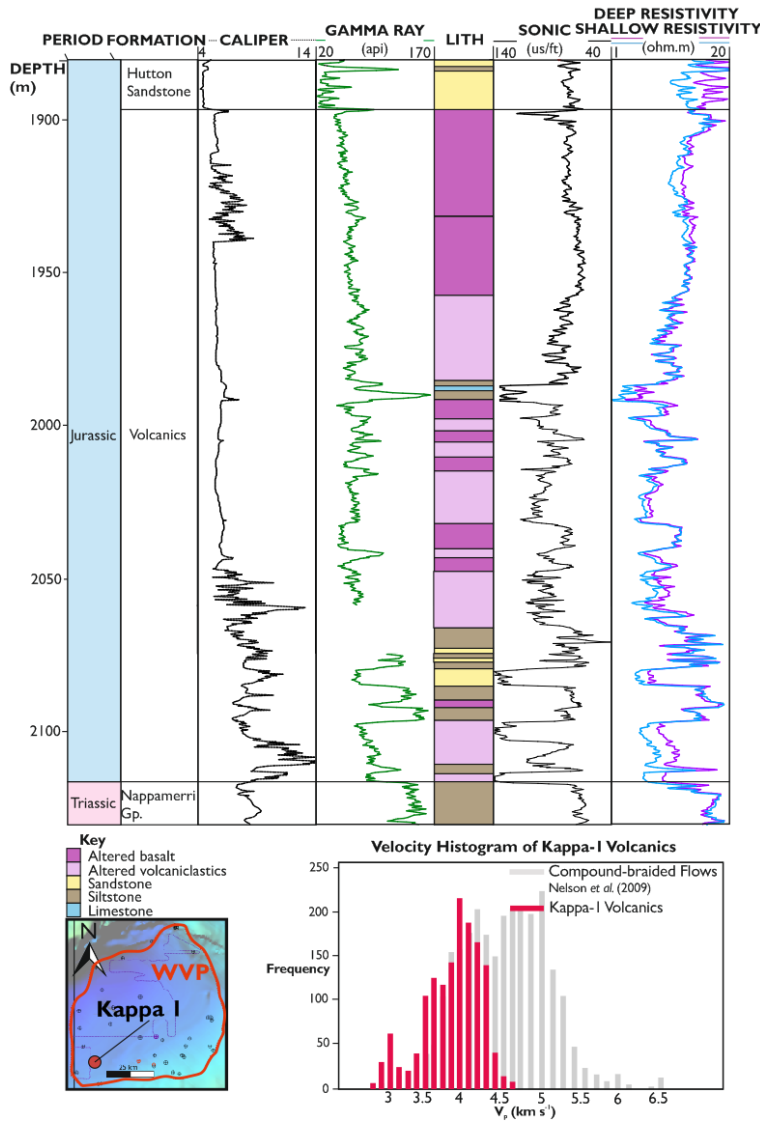 DEEP RESISTIVITY
PERIOD FORMATION CALIPER GAMMA RAY LITH SONIC SHALLOW RESISTIVITY
4 14 20 (api) 170 140 (us/ft) 40 1 (ohm.m) 20
DEPTH
(m)
Hutton
Sandstone
1900
1950
2000
Jurassic
Volcanics
2050
2100
Triassic
Nappamerri
Gp.
Key
Altered basalt
Altered volcaniclastics
Sandstone
Siltstone
Limestone
N
WVP
Kappa 1
25 km
Velocity Histogram of Kappa-1 Volcanics
Compound-braided Flows
Nelson et al. (2009)
Kappa-1 Volcanics
Frequency
250
200
150
100
50
0
3 3.5 4 4.5 5 5.5 6 6.5
Vp (km s⁻¹)